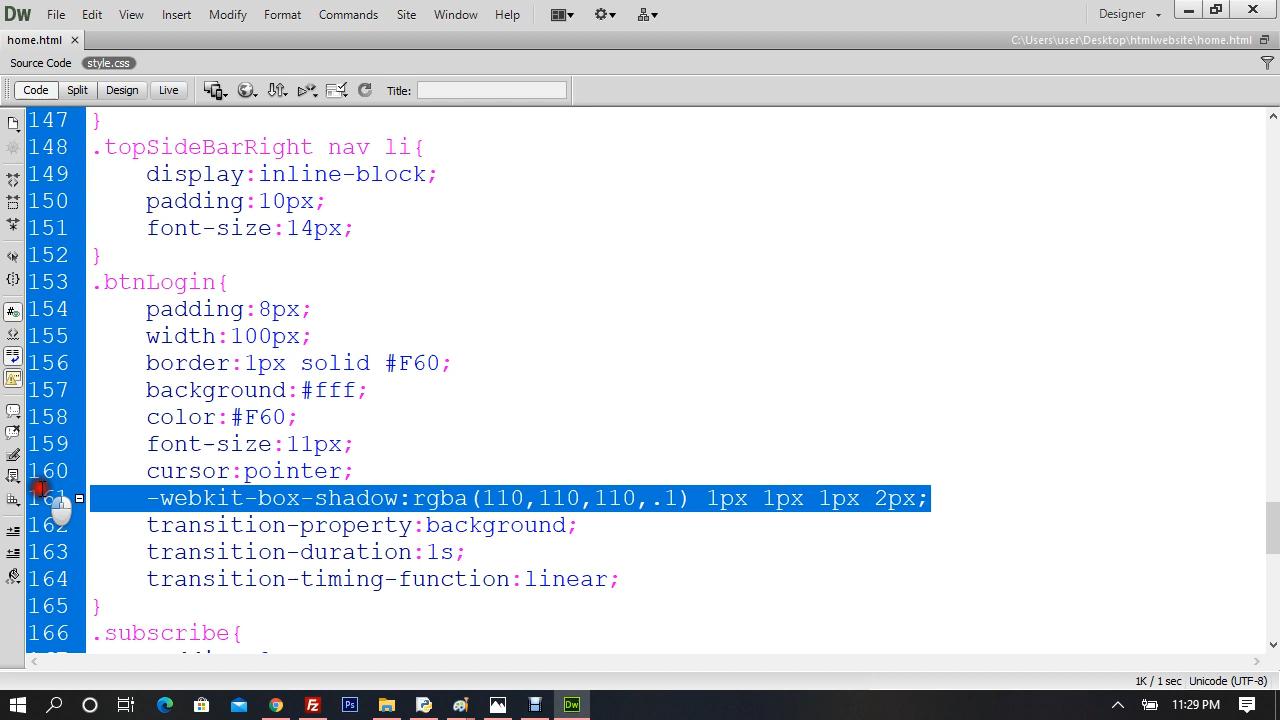 Dw File Edit View Insert Modify Format Commands Site Window Help Designer
home.html C:\Users\user\Desktop\htmlwebsite\home.html
Source Code style.css
Code Split Design Live Title:
147 }
148 .topSideBarRight nav li{
149 display:inline-block;
150 padding:10px;
151 font-size:14px;
152 }
153 .btnLogin{
154 padding:8px;
155 width:100px;
156 border:1px solid #F60;
157 background:#fff;
158 color:#F60;
159 font-size:11px;
160 cursor:pointer;
161 -webkit-box-shadow:rgba(110,110,110,.1) 1px 1px 1px 2px;
162 transition-property:background;
163 transition-duration:1s;
164 transition-timing-function:linear;
165 }
166 .subscribe{
1K / 1 sec Unicode (UTF-8)
Fz Ps Dw 11:29 PM